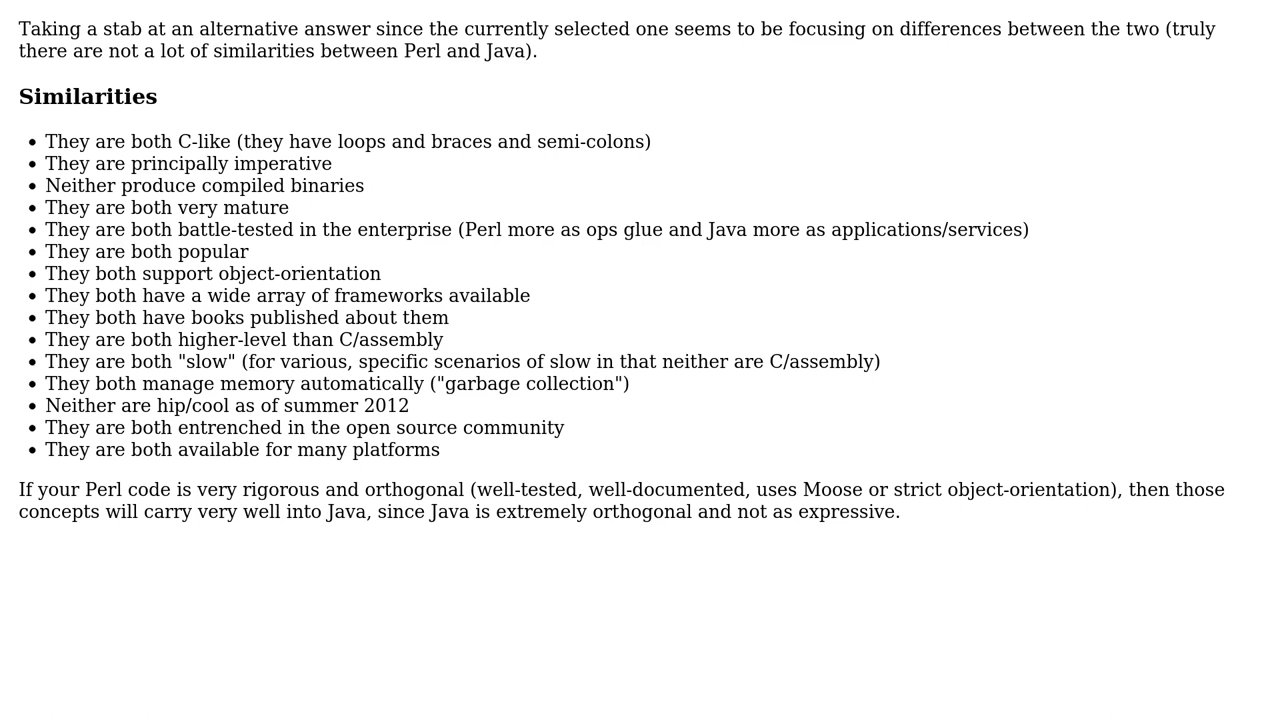 Taking a stab at an alternative answer since the currently selected one seems to be focusing on differences between the two (truly
there are not a lot of similarities between Perl and Java).
Similarities
• They are both C-like (they have loops and braces and semi-colons)
• They are principally imperative
• Neither produce compiled binaries
• They are both very mature
• They are both battle-tested in the enterprise (Perl more as ops glue and Java more as applications/services)
• They are both popular
• They both support object-orientation
• They both have a wide array of frameworks available
• They both have books published about them
• They are both higher-level than C/assembly
• They are both "slow" (for various, specific scenarios of slow in that neither are C/assembly)
• They both manage memory automatically ("garbage collection")
• Neither are hip/cool as of summer 2012
• They are both entrenched in the open source community
• They are both available for many platforms
If your Perl code is very rigorous and orthogonal (well-tested, well-documented, uses Moose or strict object-orientation), then those
concepts will carry very well into Java, since Java is extremely orthogonal and not as expressive.